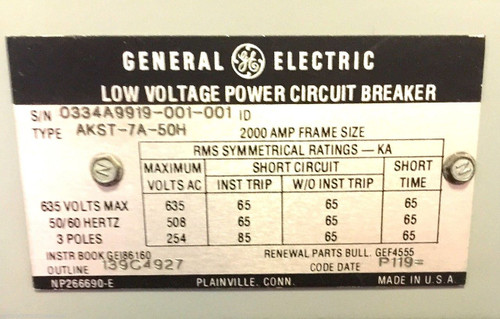 GENERAL GE ELECTRIC
LOW VOLTAGE POWER CIRCUIT BREAKER
S/N 0334A9919-001-001 ID
TYPE AKST-7A-50H 2000 AMP FRAME SIZE
RMS SYMMETRICAL RATINGS — KA
MAXIMUM SHORT CIRCUIT SHORT
VOLTS AC INST TRIP W/O INST TRIP TIME
635 VOLTS MAX 635 65 65 65
50/60 HERTZ 508 65 65 65
3 POLES 254 85 65 65
INSTR BOOK GEI86160 RENEWAL PARTS BULL. GEF4555
OUTLINE 139C4927 CODE DATE P119=
NP266690-E PLAINVILLE, CONN. MADE IN U.S.A.